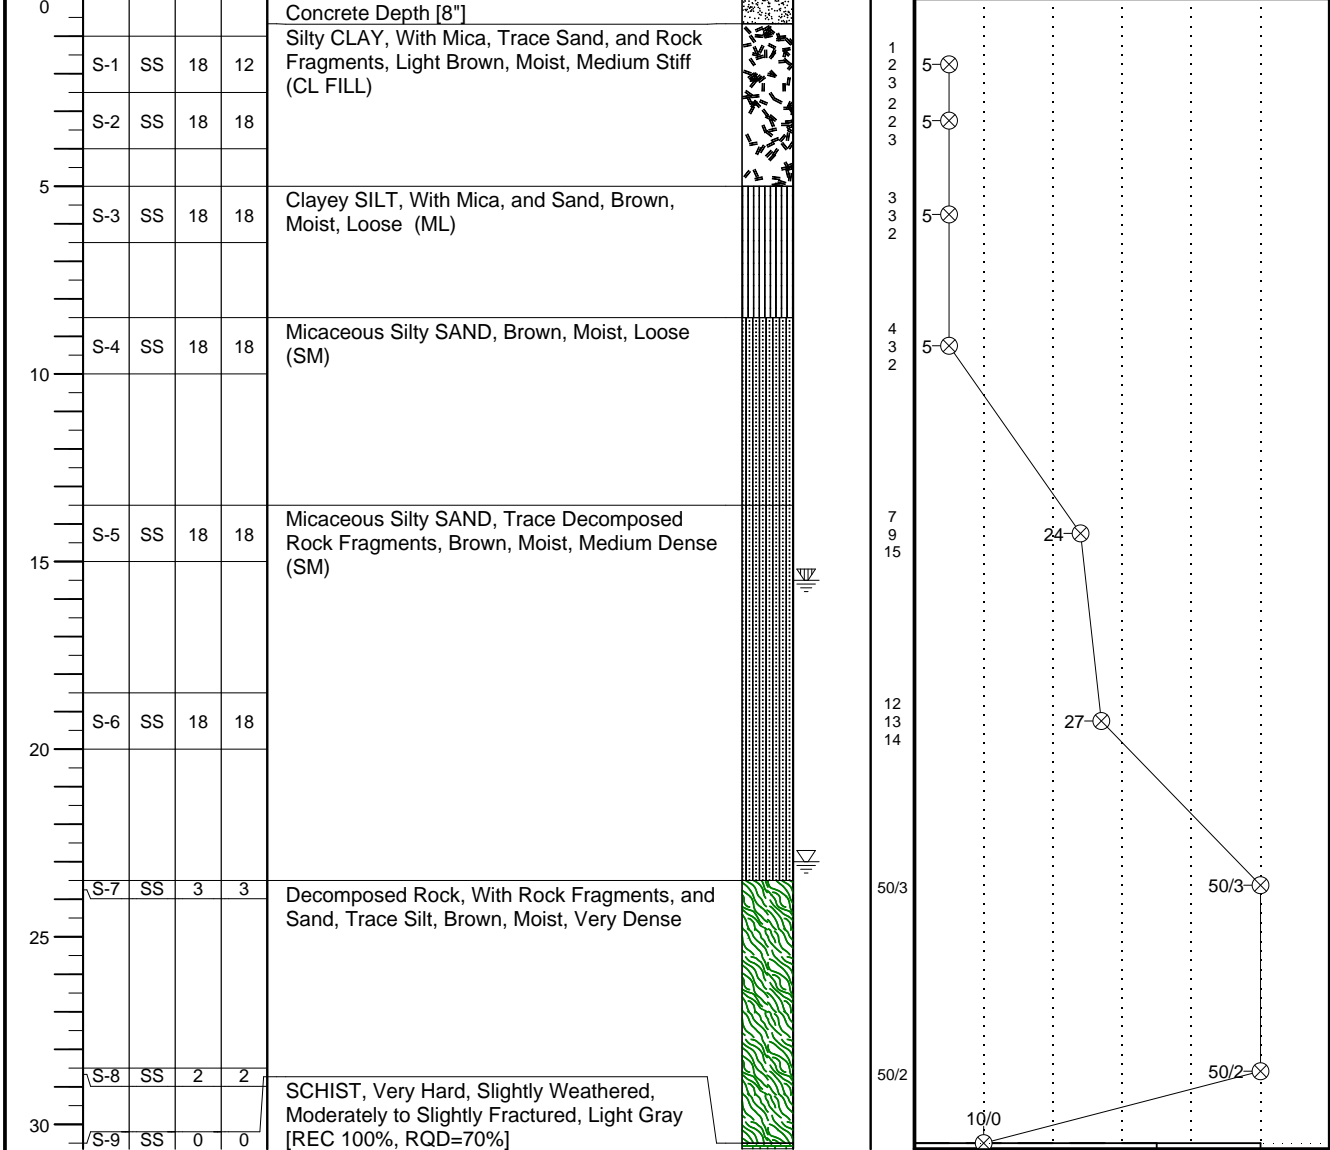 0
Concrete Depth [8"]
Silty CLAY, With Mica, Trace Sand, and Rock
Fragments, Light Brown, Moist, Medium Stiff
(CL FILL)
S-1 SS 18 12
1
2
3
5
S-2 SS 18 18
2
2
3
5
5
Clayey SILT, With Mica, and Sand, Brown,
Moist, Loose (ML)
S-3 SS 18 18
3
3
2
5
Micaceous Silty SAND, Brown, Moist, Loose
(SM)
S-4 SS 18 18
4
3
2
5
10
Micaceous Silty SAND, Trace Decomposed
Rock Fragments, Brown, Moist, Medium Dense
(SM)
S-5 SS 18 18
7
9
15
24
15
S-6 SS 18 18
12
13
14
27
20
S-7 SS 3 3
Decomposed Rock, With Rock Fragments, and
Sand, Trace Silt, Brown, Moist, Very Dense
50/3
50/3
25
S-8 SS 2 2
50/2
50/2
SCHIST, Very Hard, Slightly Weathered,
Moderately to Slightly Fractured, Light Gray
[REC 100%, RQD=70%]
30
S-9 SS 0 0
10/0